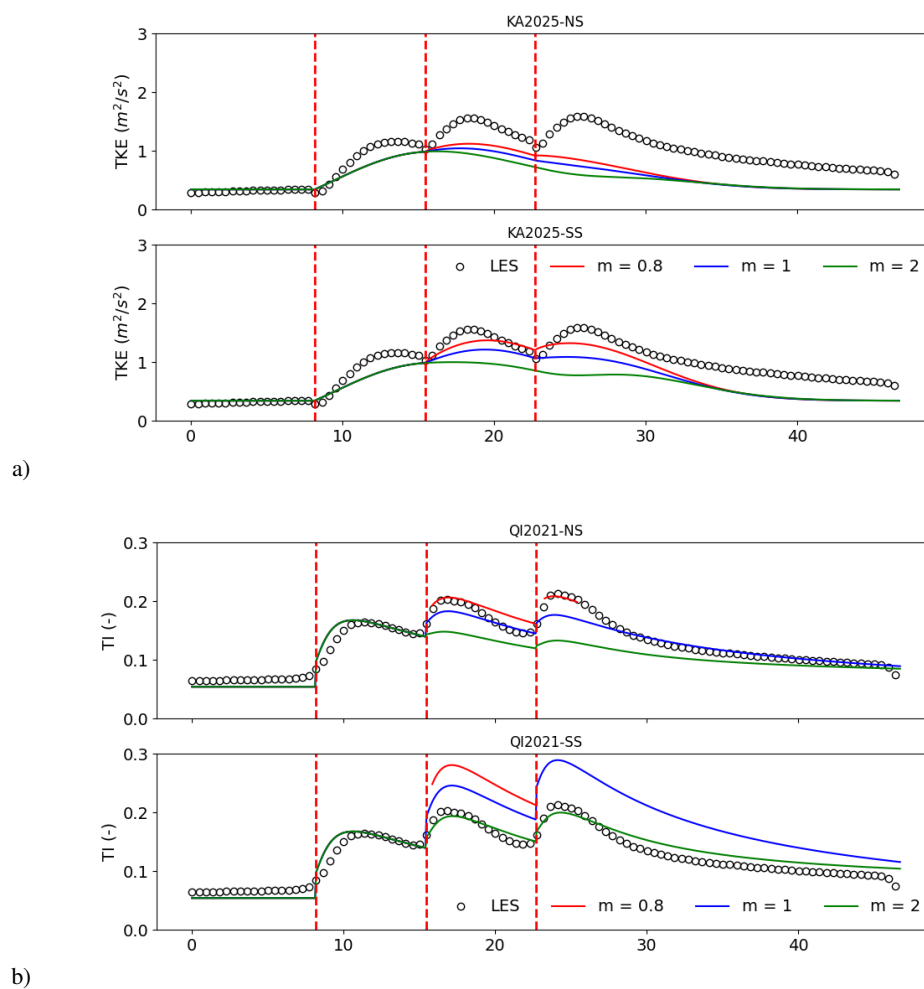 KA2025-NS
3
2
1
0
TKE (m²/s²)
KA2025-SS
3
2
1
0
TKE (m²/s²)
LES m = 0.8 m = 1 m = 2
0 10 20 30 40
a)
QI2021-NS
0.3
0.2
0.1
0.0
TI (-)
QI2021-SS
0.3
0.2
0.1
0.0
TI (-)
LES m = 0.8 m = 1 m = 2
0 10 20 30 40
b)